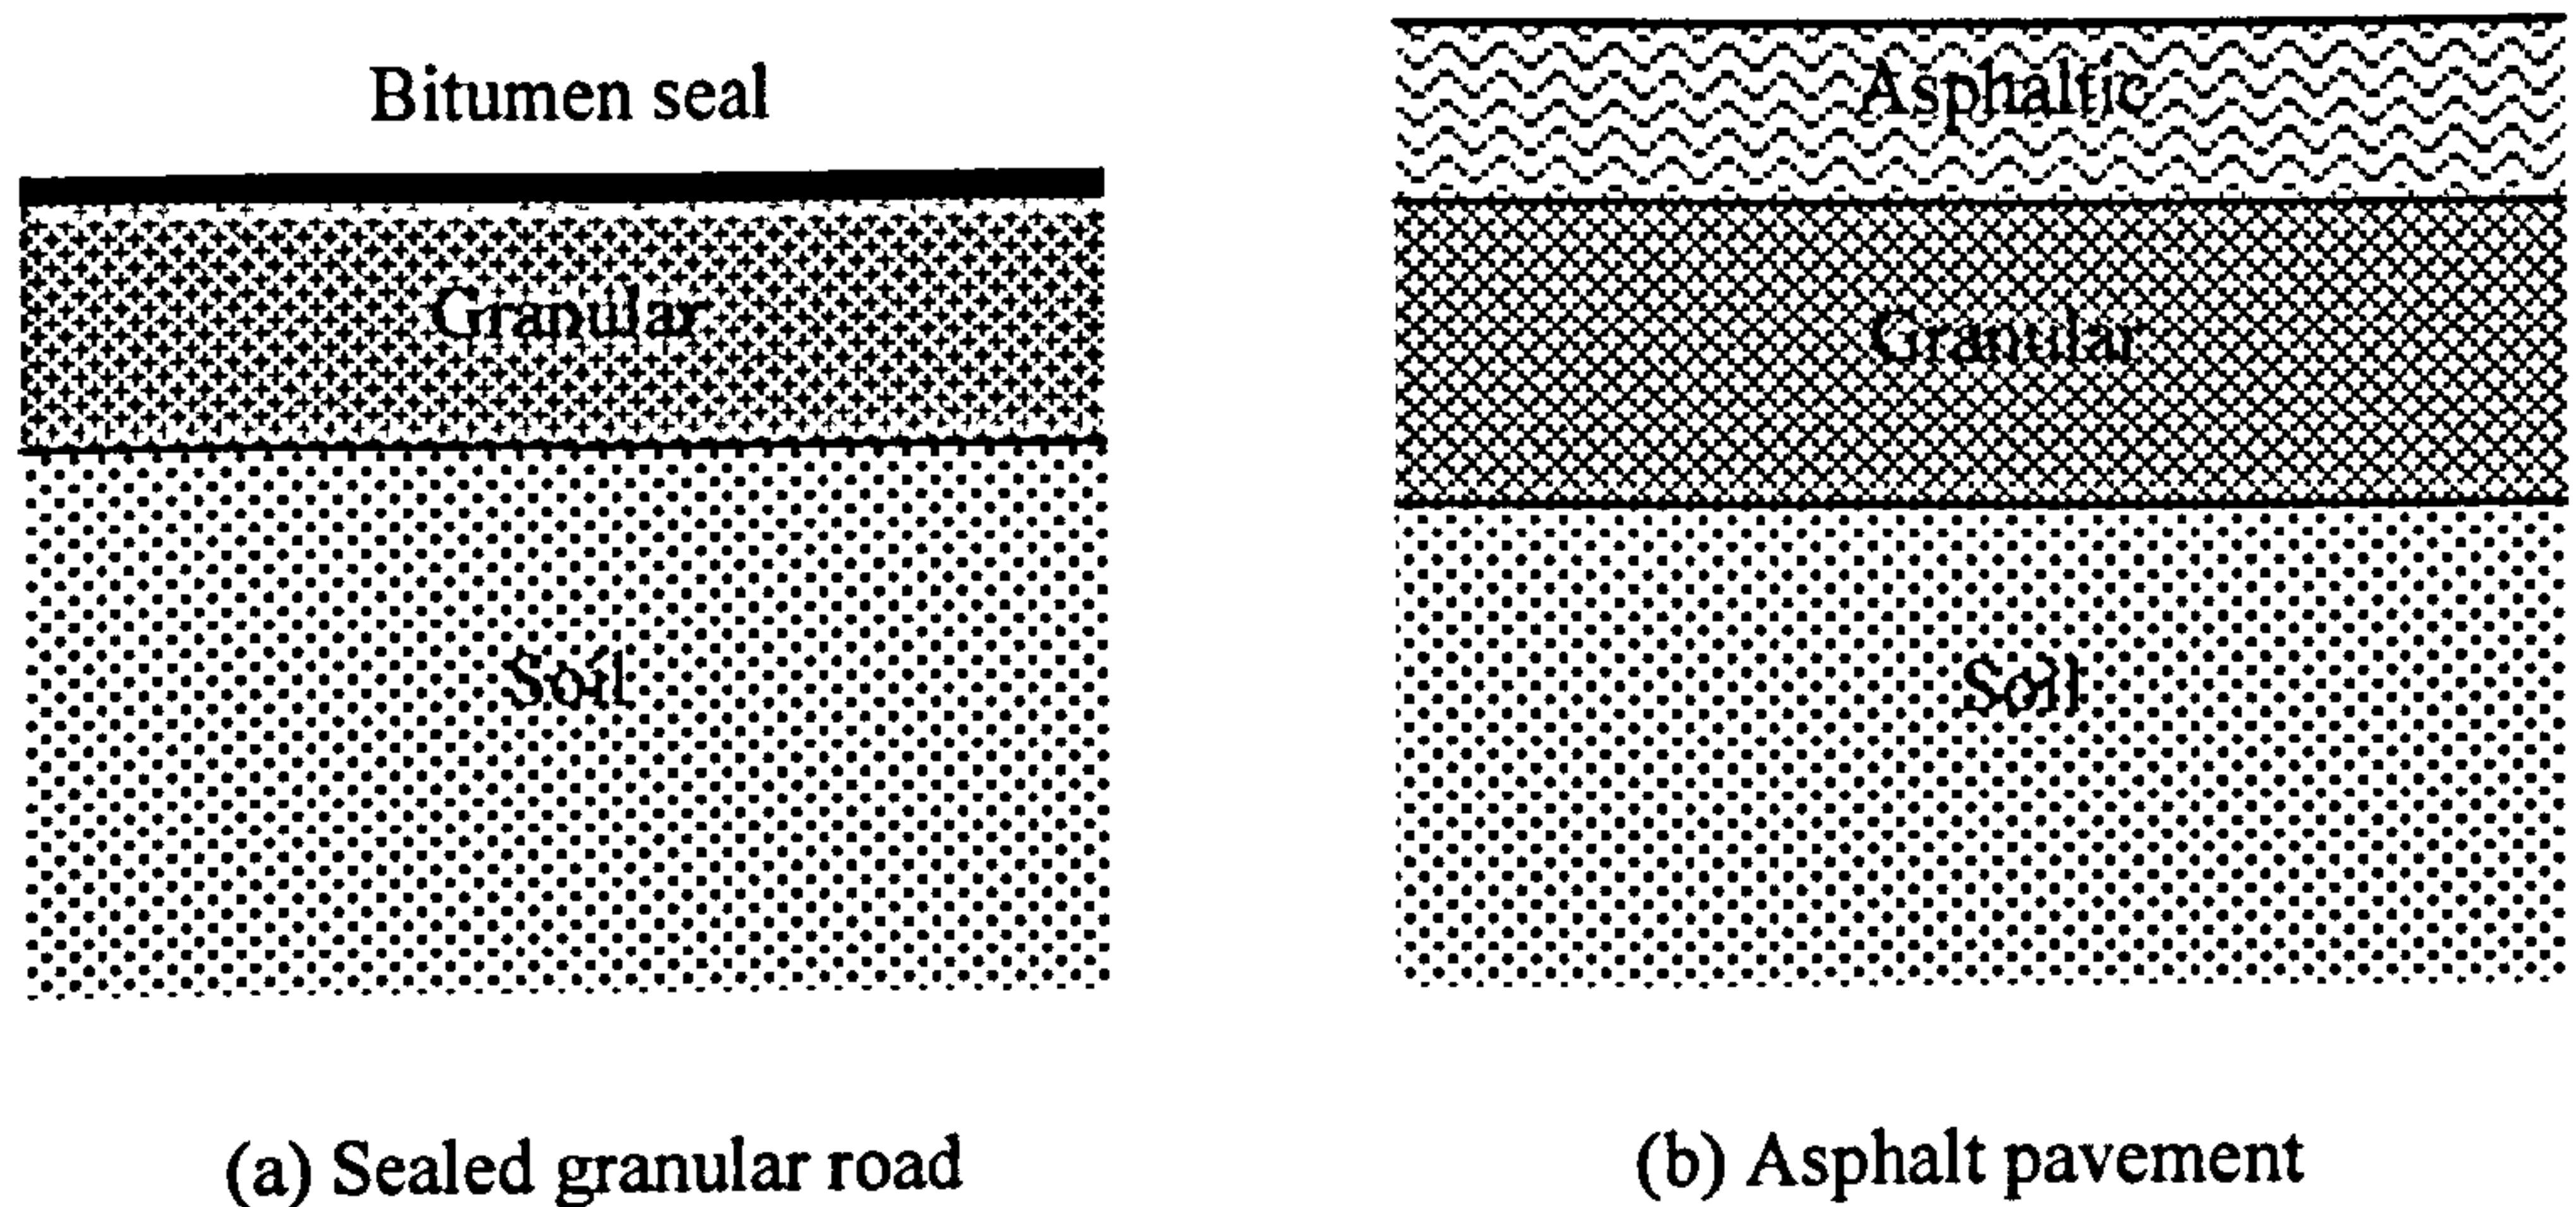 Bitumen seal
Granular
Soil
(a) Sealed granular road
Asphaltic
Granular
Soil
(b) Asphalt pavement